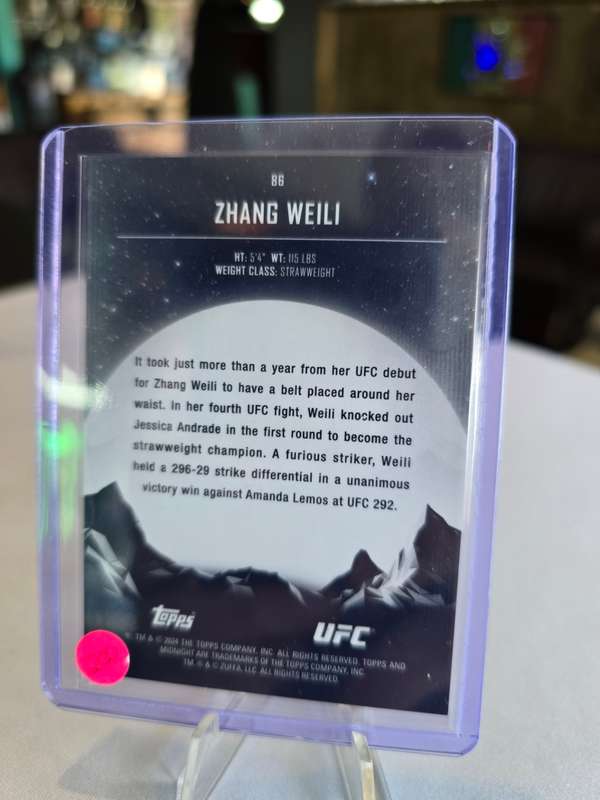 86
ZHANG WEILI
HT: 5'4" WT: 115 LBS
WEIGHT CLASS: STRAWWEIGHT
It took just more than a year from her UFC debut
for Zhang Weili to have a belt placed around her
waist. In her fourth UFC fight, Weili knocked out
Jessica Andrade in the first round to become the
strawweight champion. A furious striker, Weili
held a 296-29 strike differential in a unanimous
victory win against Amanda Lemos at UFC 292.
topps
UFC
®, TM & © 2024 THE TOPPS COMPANY, INC. ALL RIGHTS RESERVED. TOPPS AND
MIDNIGHT ARE TRADEMARKS OF THE TOPPS COMPANY, INC.
TM, ® & © ZUFFA, LLC. ALL RIGHTS RESERVED.